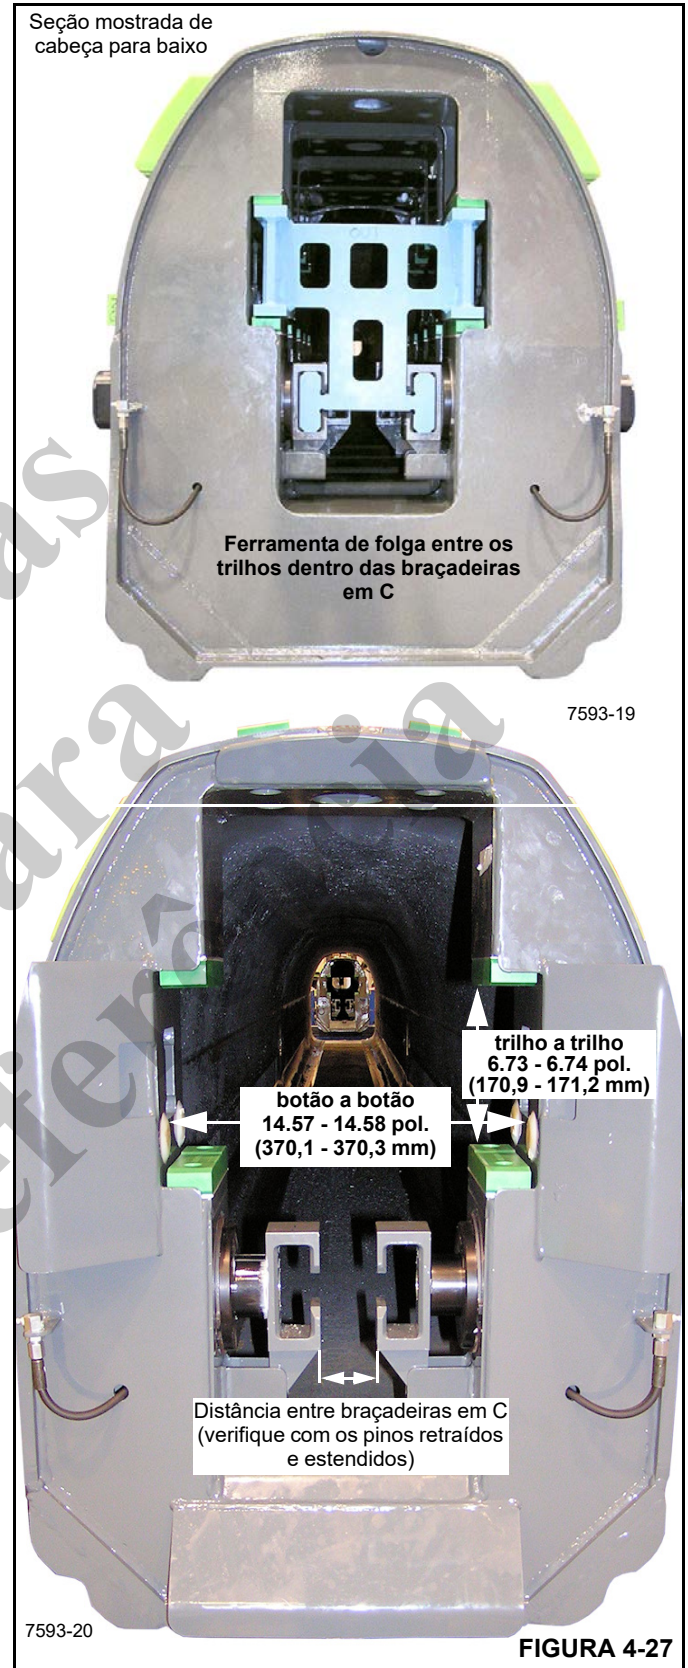 Seção mostrada de
cabeça para baixo
OUT
Ferramenta de folga entre os
trilhos dentro das braçadeiras
em C
7593-19
trilho a trilho
6.73 - 6.74 pol.
(170,9 - 171,2 mm)
botão a botão
14.57 - 14.58 pol.
(370,1 - 370,3 mm)
Distância entre braçadeiras em C
(verifique com os pinos retraídos
e estendidos)
7593-20
FIGURA 4-27
para